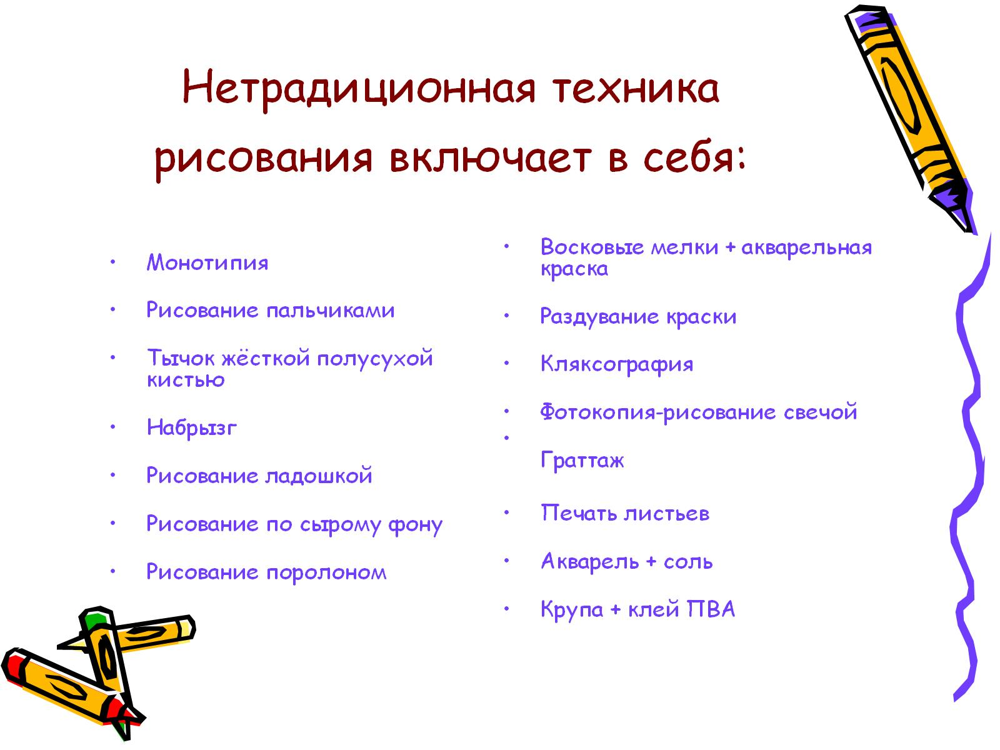 Нетрадиционная техника
рисования включает в себя:
• Монотипия
• Рисование пальчиками
• Тычок жёсткой полусухой
кистью
• Набрызг
• Рисование ладошкой
• Рисование по сырому фону
• Рисование поролоном
• Восковые мелки + акварельная
краска
• Раздувание краски
• Кляксография
• Фотокопия-рисование свечой
•
Граттаж
• Печать листьев
• Акварель + соль
• Крупа + клей ПВА